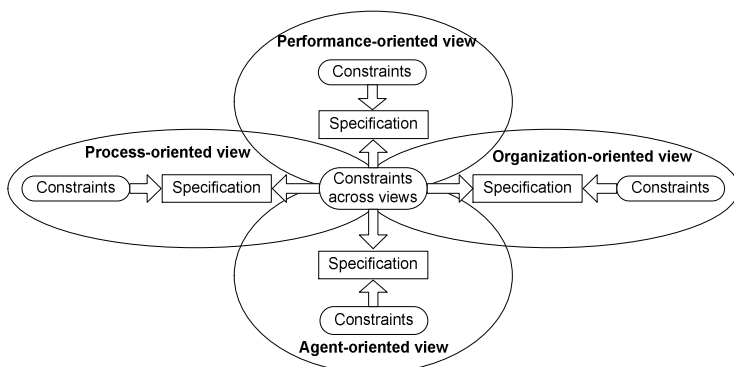 Performance-oriented view
Constraints
Specification
Process-oriented view
Constraints
Specification
Constraints
across views
Organization-oriented view
Specification
Constraints
Specification
Constraints
Agent-oriented view